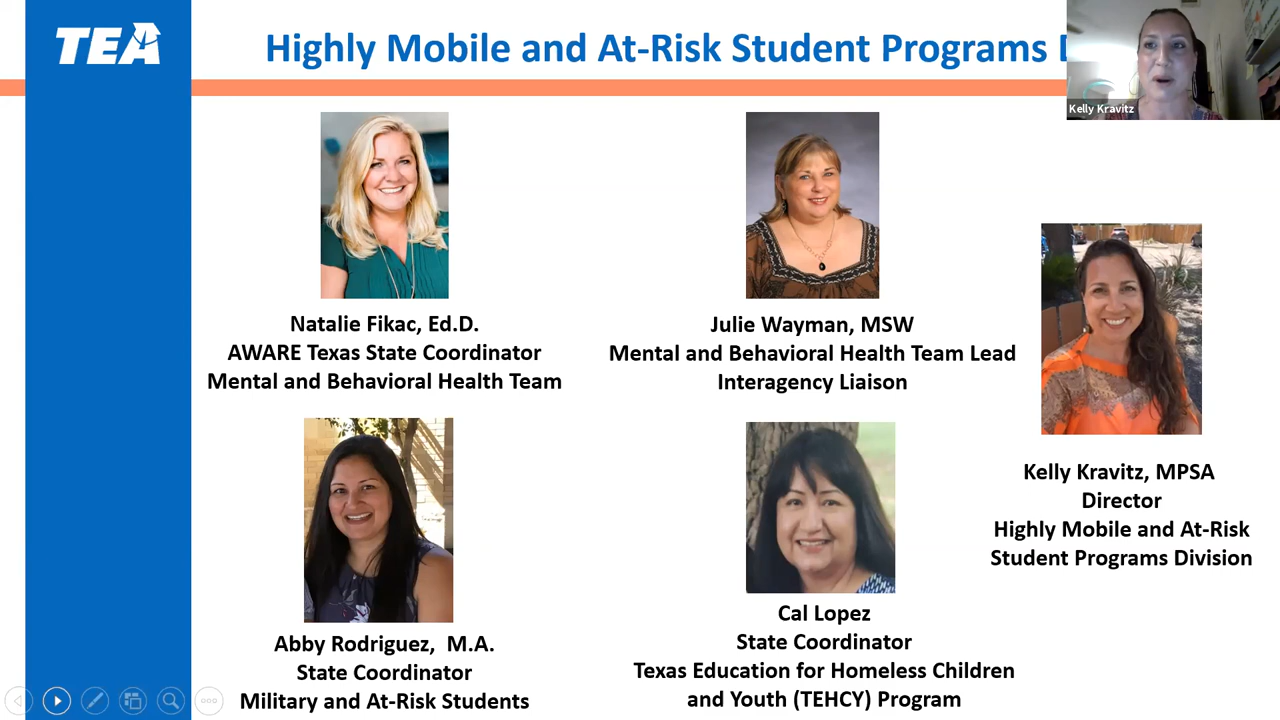 TEA
Highly Mobile and At-Risk Student Programs
Kelly Kravitz
Natalie Fikac, Ed.D.
AWARE Texas State Coordinator
Mental and Behavioral Health Team
Julie Wayman, MSW
Mental and Behavioral Health Team Lead
Interagency Liaison
Kelly Kravitz, MPSA
Director
Highly Mobile and At-Risk
Student Programs Division
Abby Rodriguez,  M.A.
State Coordinator
Military and At-Risk Students
Cal Lopez
State Coordinator
Texas Education for Homeless Children
and Youth (TEHCY) Program